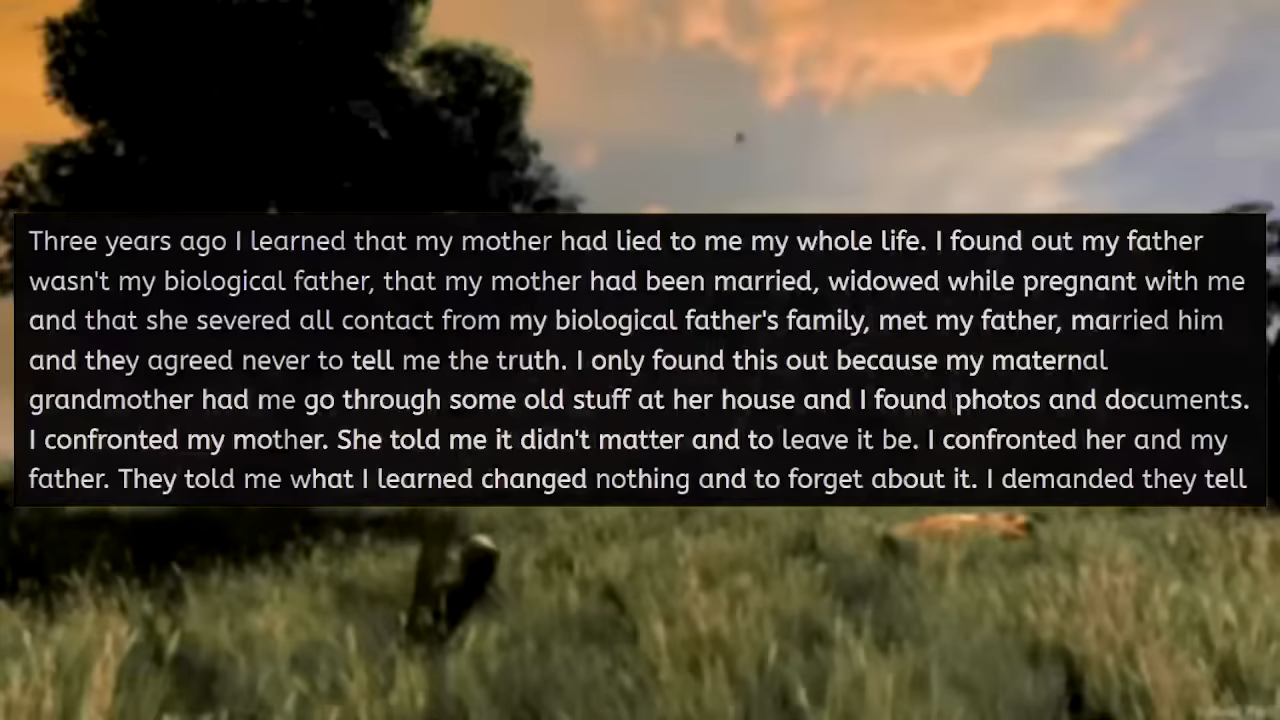 Three years ago I learned that my mother had lied to me my whole life. I found out my father
wasn't my biological father, that my mother had been married, widowed while pregnant with me
and that she severed all contact from my biological father's family, met my father, married him
and they agreed never to tell me the truth. I only found this out because my maternal
grandmother had me go through some old stuff at her house and I found photos and documents.
I confronted my mother. She told me it didn't matter and to leave it be. I confronted her and my
father. They told me what I learned changed nothing and to forget about it. I demanded they tell